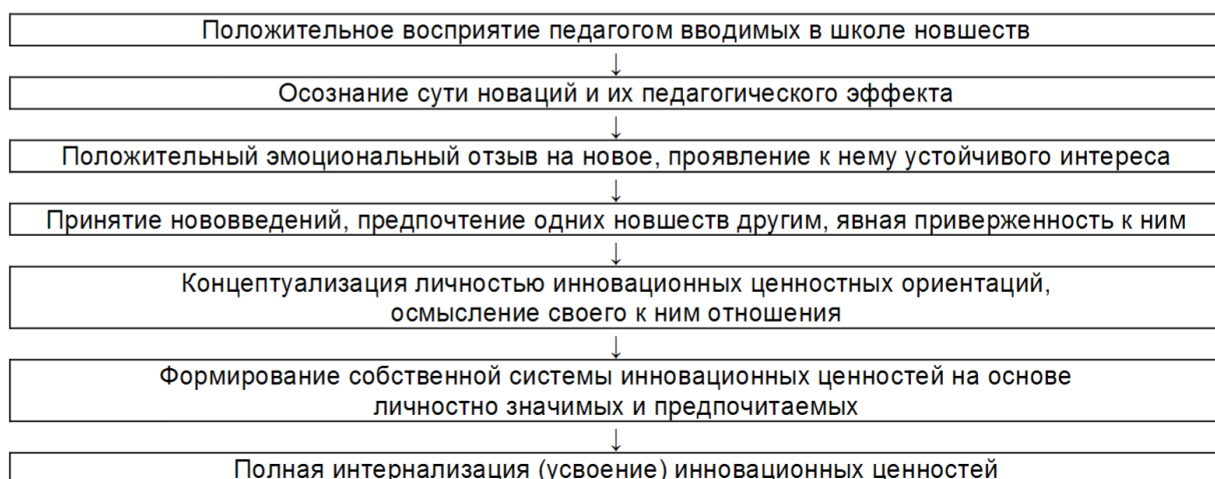 Положительное восприятие педагогом вводимых в школе новшеств
↓
Осознание сути новаций и их педагогического эффекта
↓
Положительный эмоциональный отзыв на новое, проявление к нему устойчивого интереса
↓
Принятие нововведений, предпочтение одних новшеств другим, явная приверженность к ним
↓
Концептуализация личностью инновационных ценностных ориентаций,
осмысление своего к ним отношения
↓
Формирование собственной системы инновационных ценностей на основе
личностно значимых и предпочитаемых
↓
Полная интернализация (усвоение) инновационных ценностей